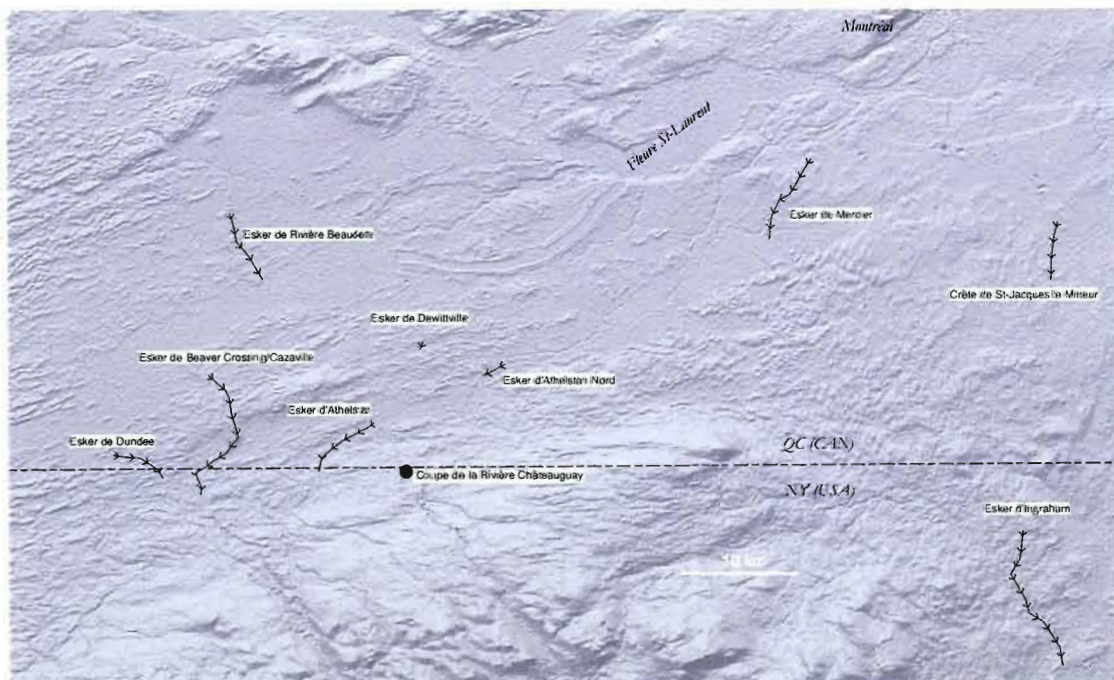 Montréal
Fleuve St-Laurent
Esker de Mercier
Esker de Rivière Beaudette
Crête de St-Jacques le Mineur
Esker de Dewittville
Esker de Beaver Crossing/Cazaville
Esker d'Athelstan Nord
Esker d'Athelstan
Esker de Dundee
QC (CAN)
Coupe de la Rivière Châteauguay
NY (USA)
Esker d'Ingraham
10 km